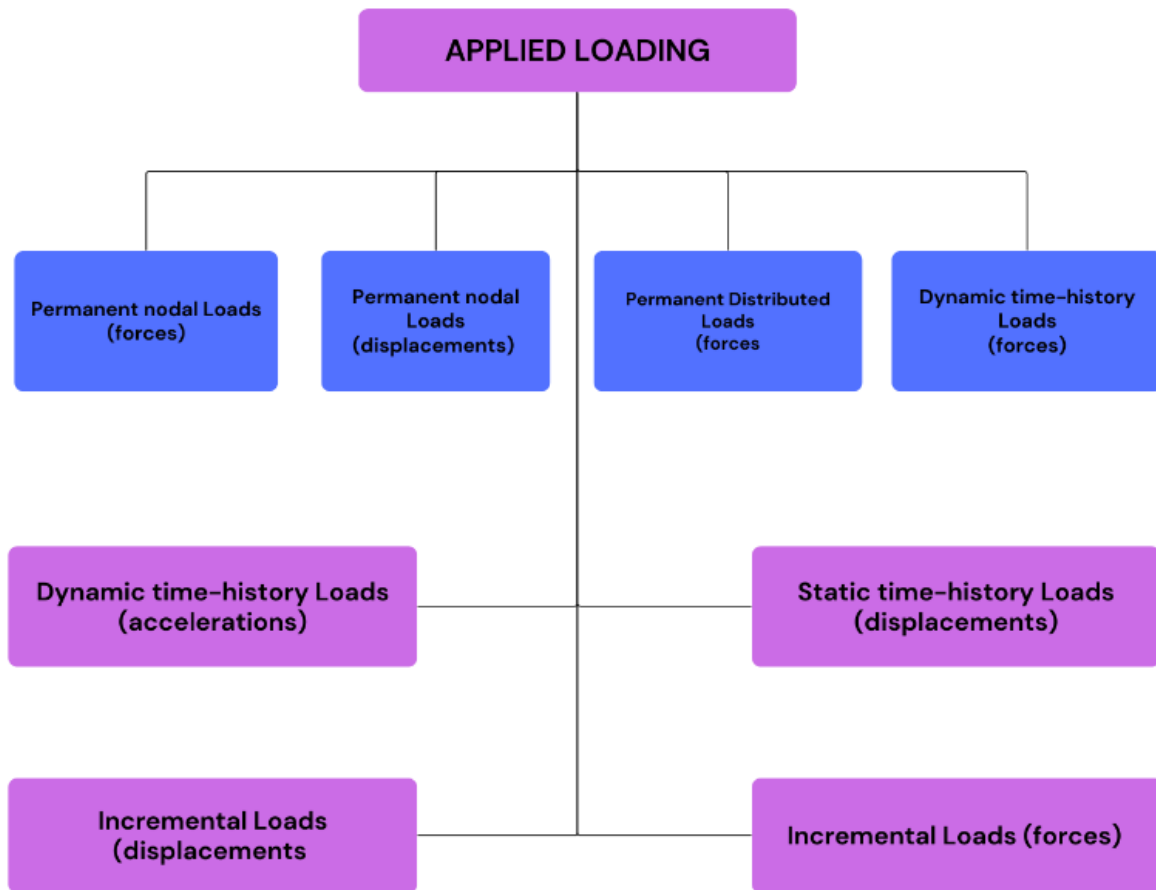 APPLIED LOADING
Permanent nodal Loads
(forces)
Permanent nodal
Loads
(displacements)
Permanent Distributed
Loads
(forces
Dynamic time-history
Loads
(forces)
Dynamic time-history Loads
(accelerations)
Static time-history Loads
(displacements)
Incremental Loads
(displacements
Incremental Loads (forces)